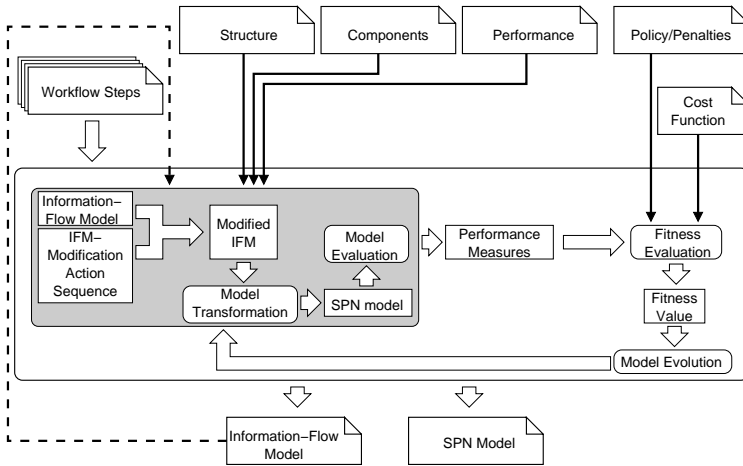 Structure
Components
Performance
Policy/Penalties
Workflow Steps
Cost
Function
Information−
Flow Model
IFM−
Modification
Action
Sequence
Modified
IFM
Model
Transformation
SPN model
Model
Evaluation
Performance
Measures
Fitness
Evaluation
Fitness
Value
Model Evolution
Information−Flow
Model
SPN Model